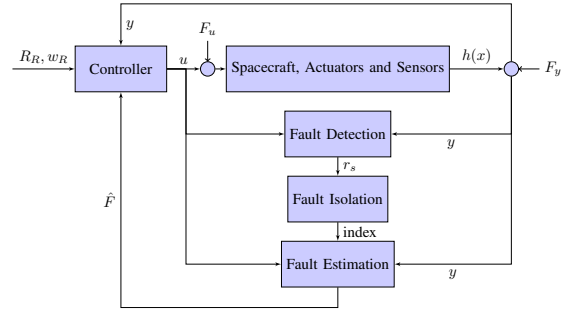 y
F_u
R_R, w_R
Controller
u
Spacecraft, Actuators and Sensors
h(x)
F_y
Fault Detection
y
r_s
Fault Isolation
F̂
index
Fault Estimation
y